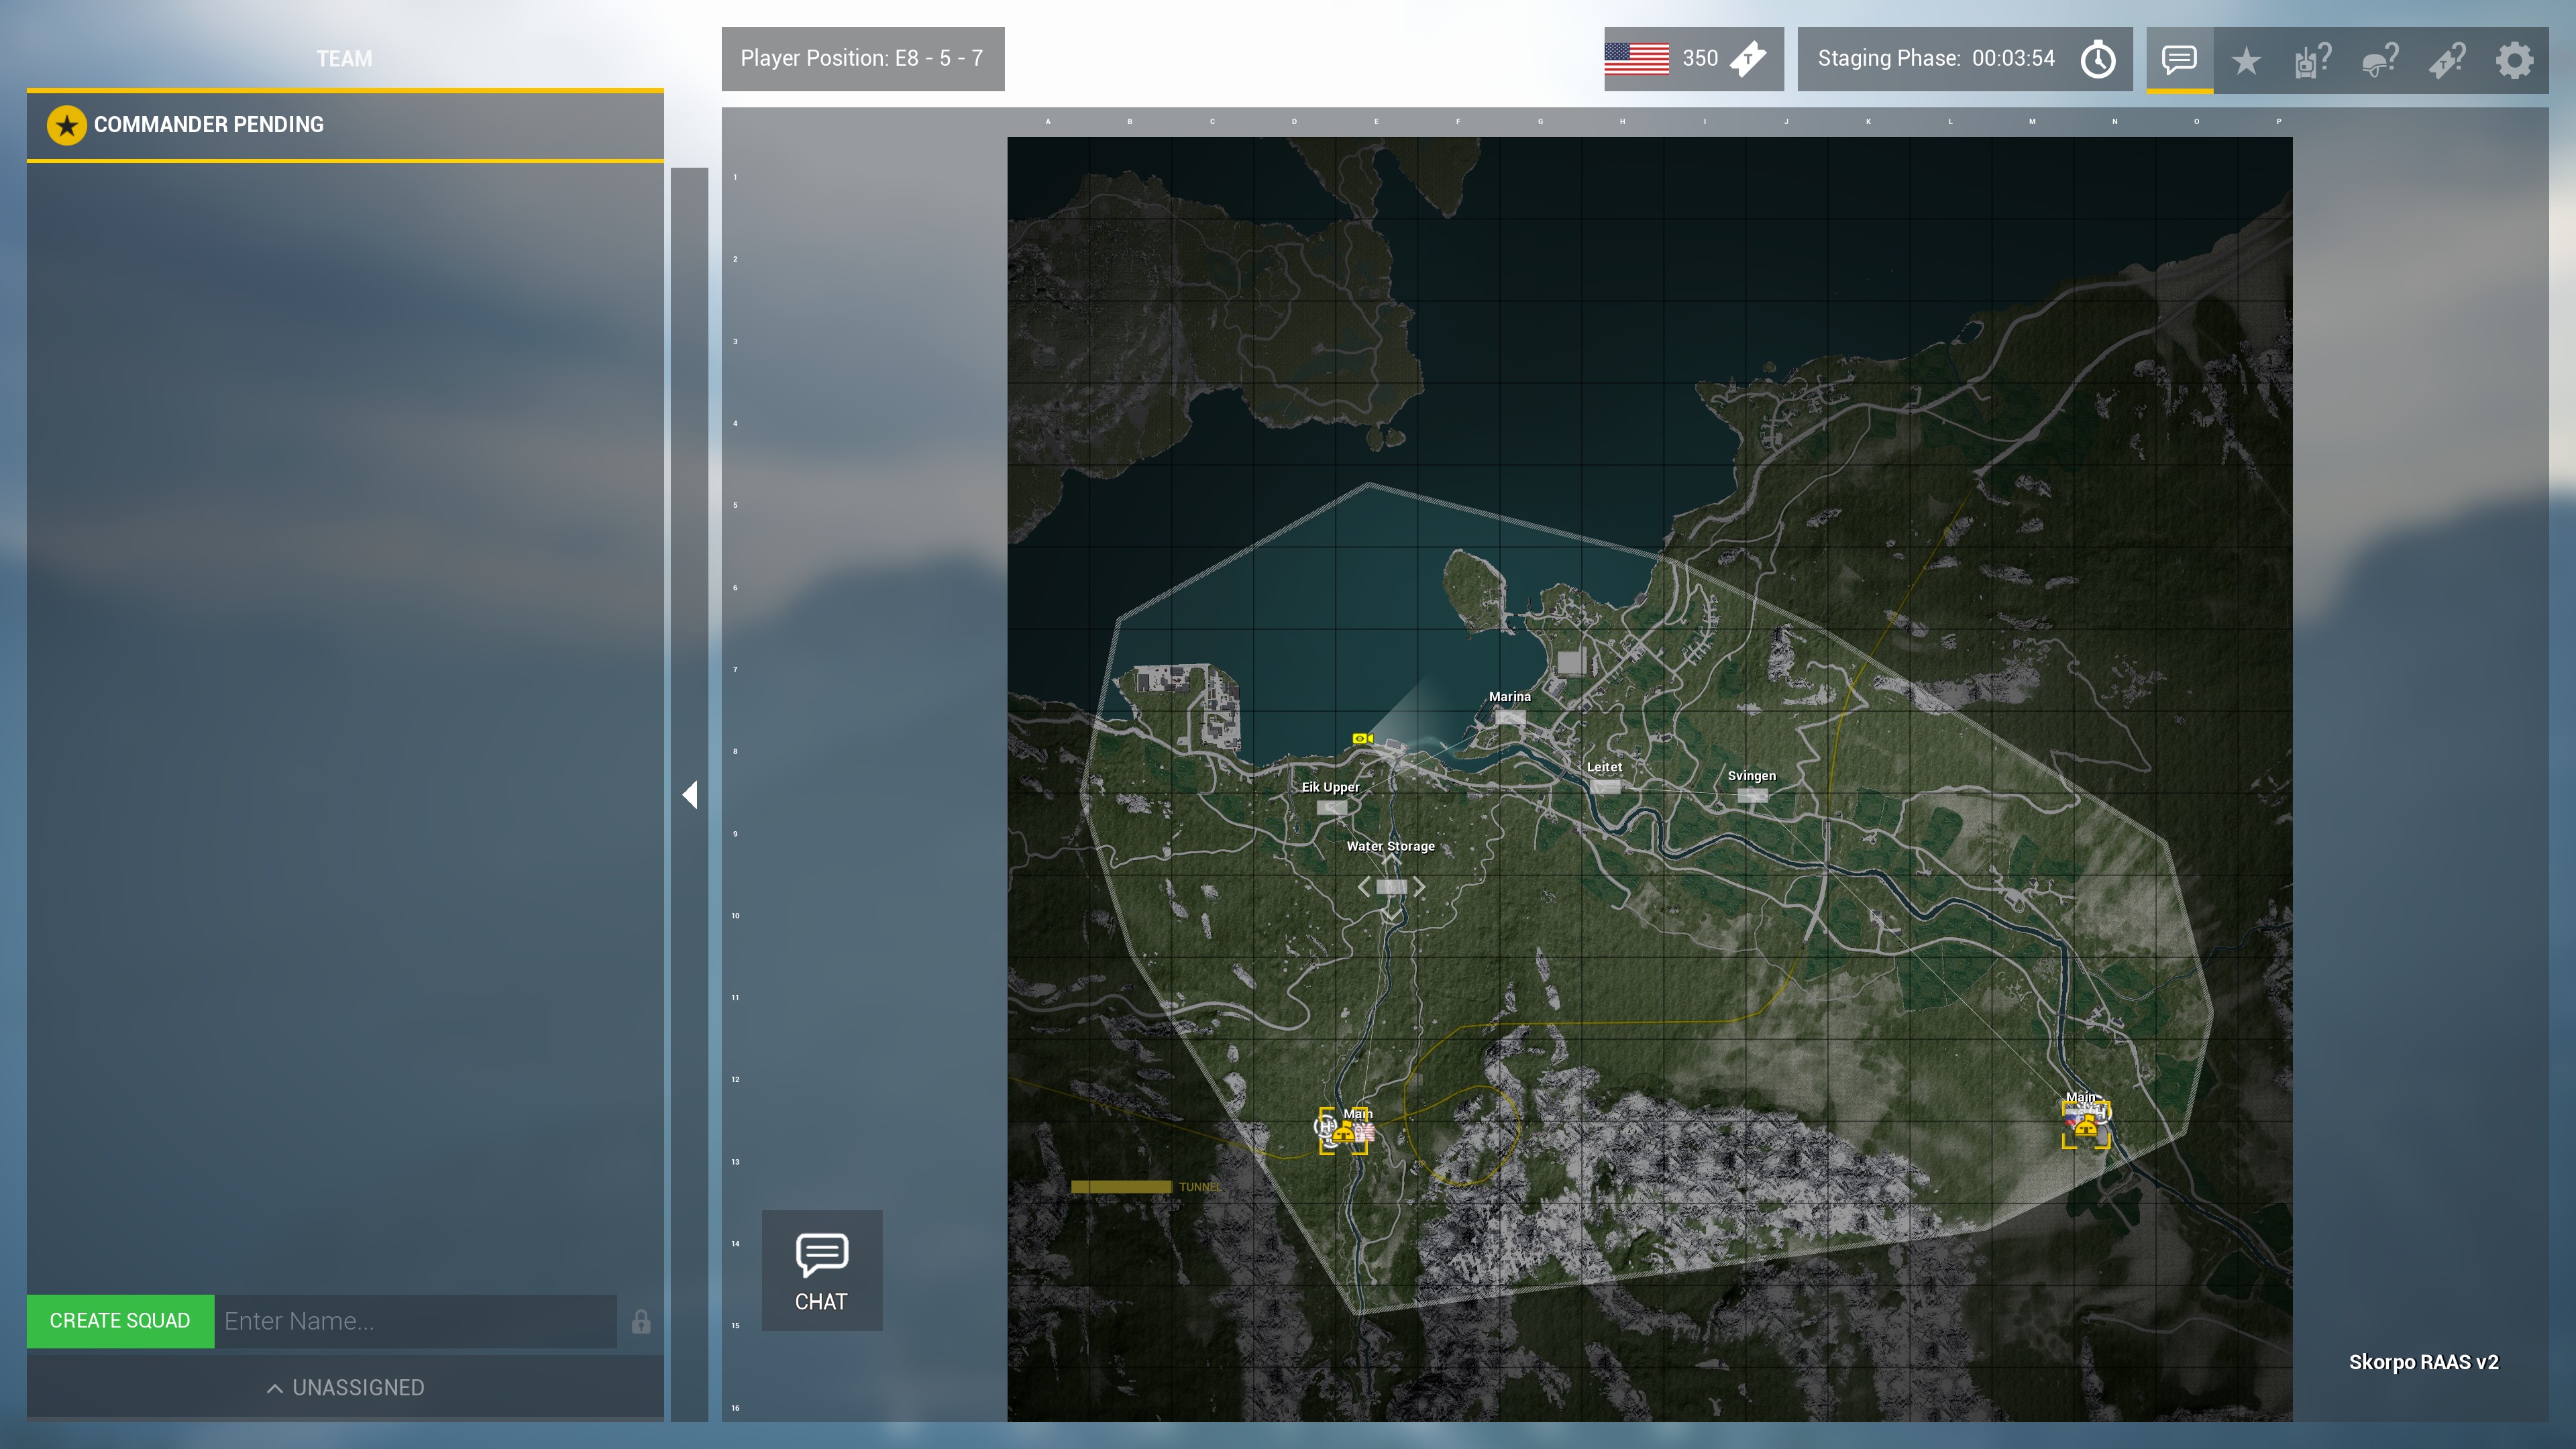 TEAM
Player Position: E8 - 5 - 7
350
T
Staging Phase: 00:03:54
? ? T?
COMMANDER PENDING
A B C D E F G H I J K L M N O P
1
2
3
4
5
6
7
Marina
8
Leitet
Svingen
Eik Upper
9
Water Storage
10
11
12
Main
Main
H
H
13
TUNNEL
14
CHAT
CREATE SQUAD
Enter Name...
15
Skorpo RAAS v2
UNASSIGNED
16